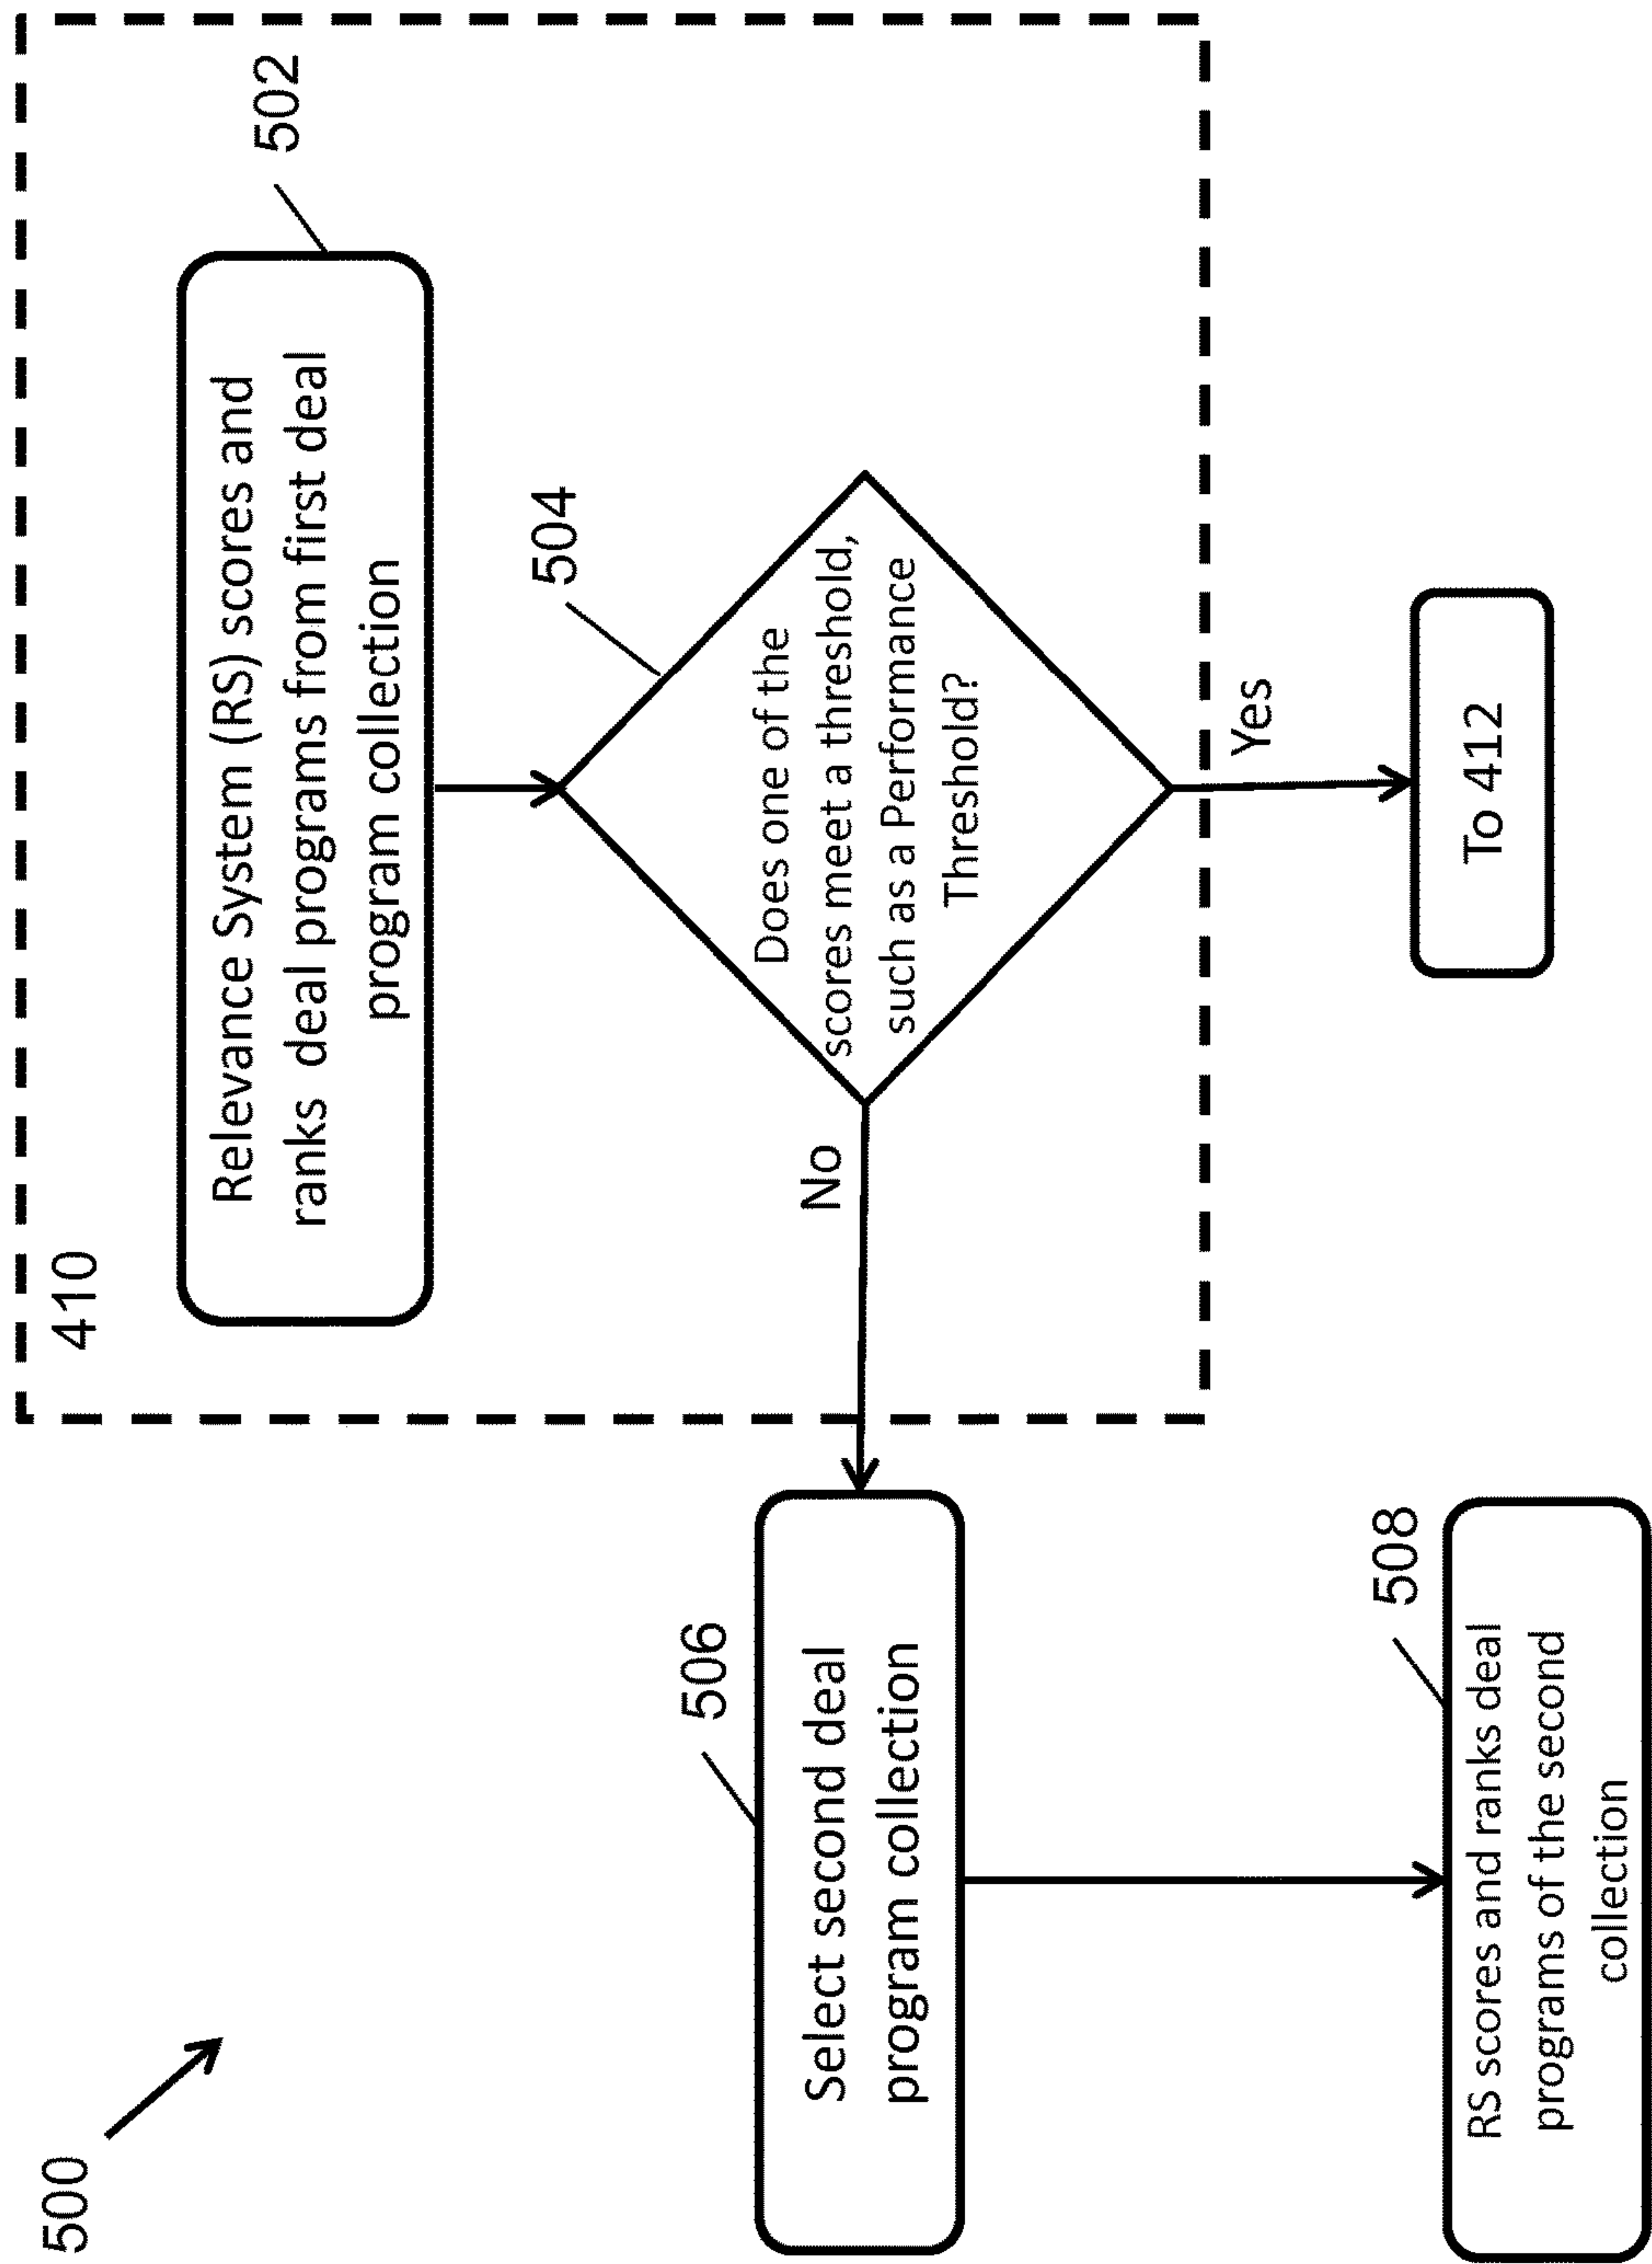 500
410
502
Relevance System (RS) scores and
ranks deal programs from first deal
program collection
504
Does one of the
scores meet a threshold,
such as a Performance
Threshold?
No
Yes
506
Select second deal
program collection
To 412
508
RS scores and ranks deal
programs of the second
collection